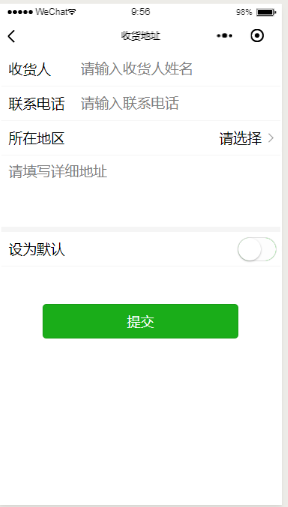 WeChat 9:56 98%
收货地址
收货人 请输入收货人姓名
联系电话 请输入联系电话
所在地区 请选择
请填写详细地址
设为默认
提交